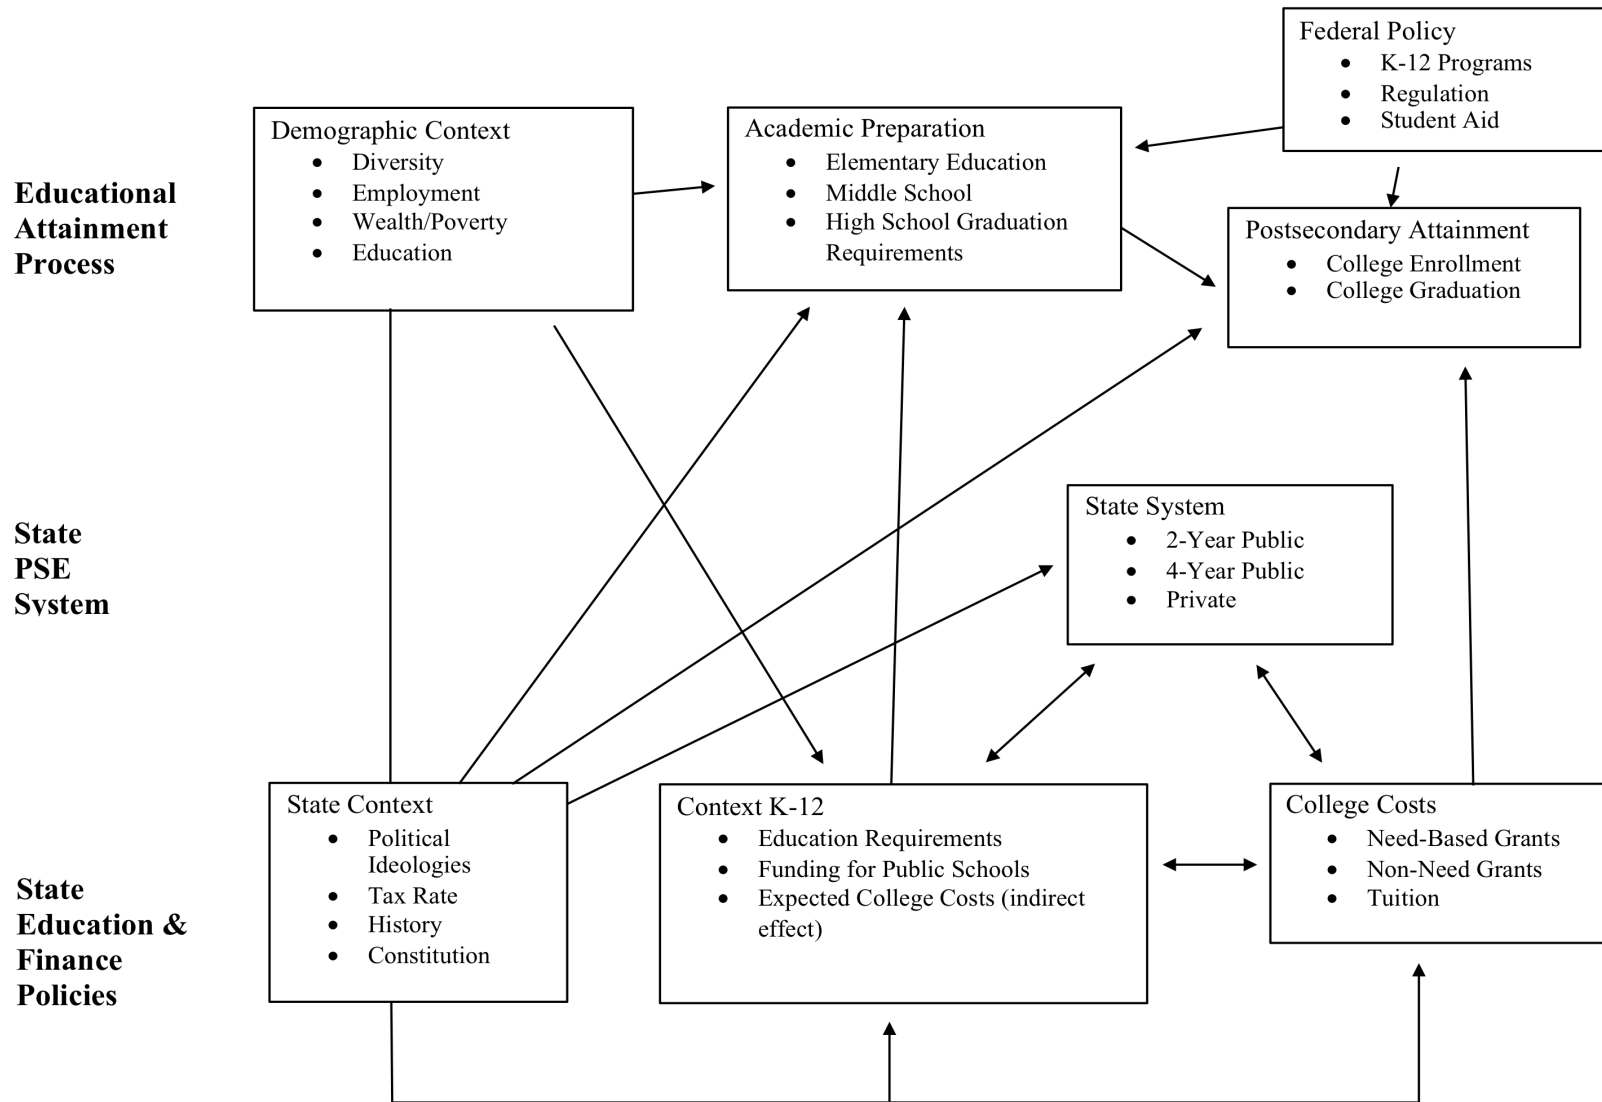 Federal Policy
K-12 Programs
Regulation
Student Aid
Demographic Context
Diversity
Employment
Wealth/Poverty
Education
Academic Preparation
Elementary Education
Middle School
High School Graduation
Requirements
Educational
Attainment
Process
Postsecondary Attainment
College Enrollment
College Graduation
State
PSE
System
State System
2-Year Public
4-Year Public
Private
State Context
Political
Ideologies
Tax Rate
History
Constitution
Context K-12
Education Requirements
Funding for Public Schools
Expected College Costs (indirect
effect)
College Costs
Need-Based Grants
Non-Need Grants
Tuition
State
Education &
Finance
Policies